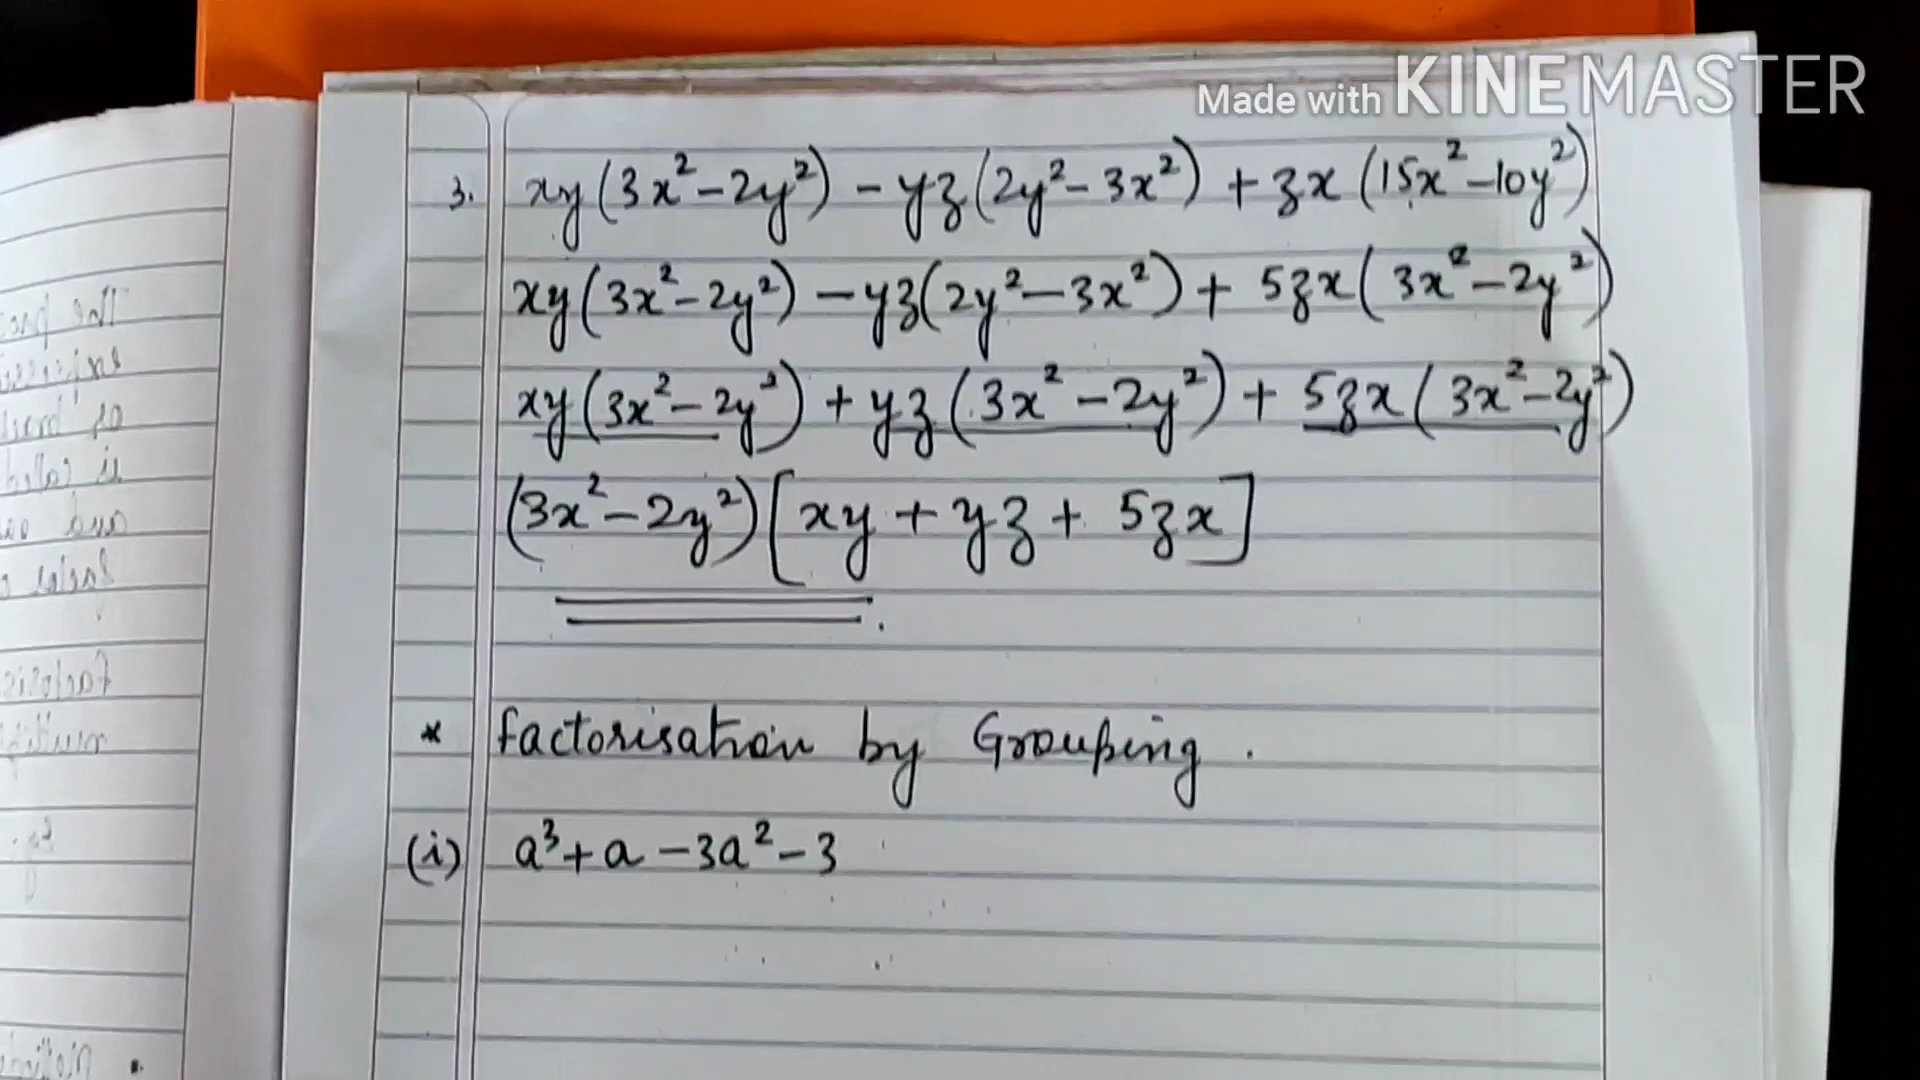 Made with KINEMASTER
3. xy(3x²-2y²) - yz(2y²-3x²) + zx(15x²-10y²)
xy(3x²-2y²) - yz(2y²-3x²) + 5zx(3x²-2y²)
xy(3x²-2y²) + yz(3x²-2y²) + 5zx(3x²-2y²)
(3x²-2y²)[xy + yz + 5zx]
* factorisation by Grouping.
(i) a³+a-3a²-3